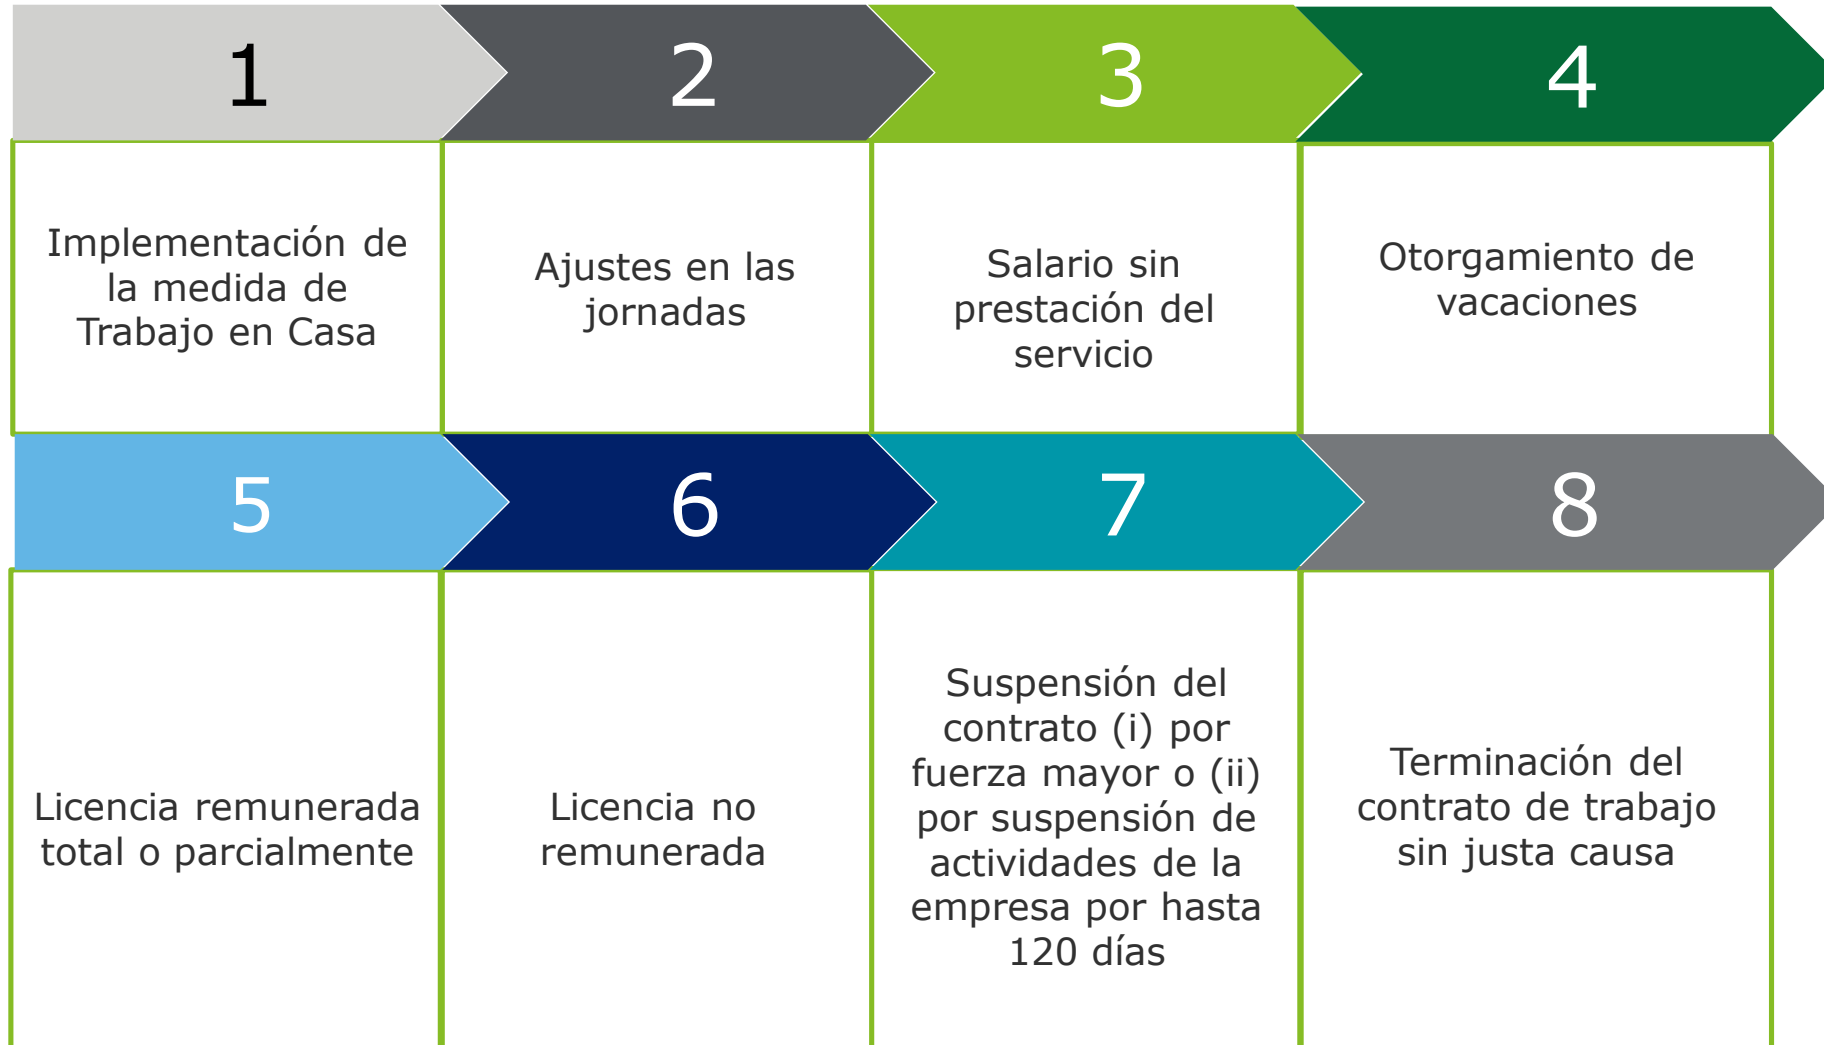 1
2
3
4
Implementación de
la medida de
Trabajo en Casa
Ajustes en las
jornadas
Salario sin
prestación del
servicio
Otorgamiento de
vacaciones
5
6
7
8
Licencia remunerada
total o parcialmente
Licencia no
remunerada
Suspensión del
contrato (i) por
fuerza mayor o (ii)
por suspensión de
actividades de la
empresa por hasta
120 días
Terminación del
contrato de trabajo
sin justa causa